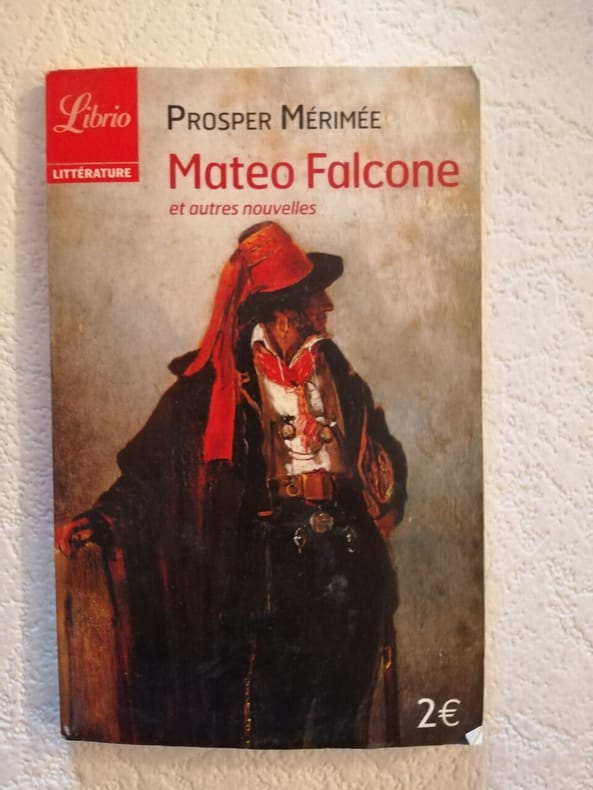 Librio
LITTÉRATURE
PROSPER MÉRIMÉE
Mateo Falcone
et autres nouvelles
2€